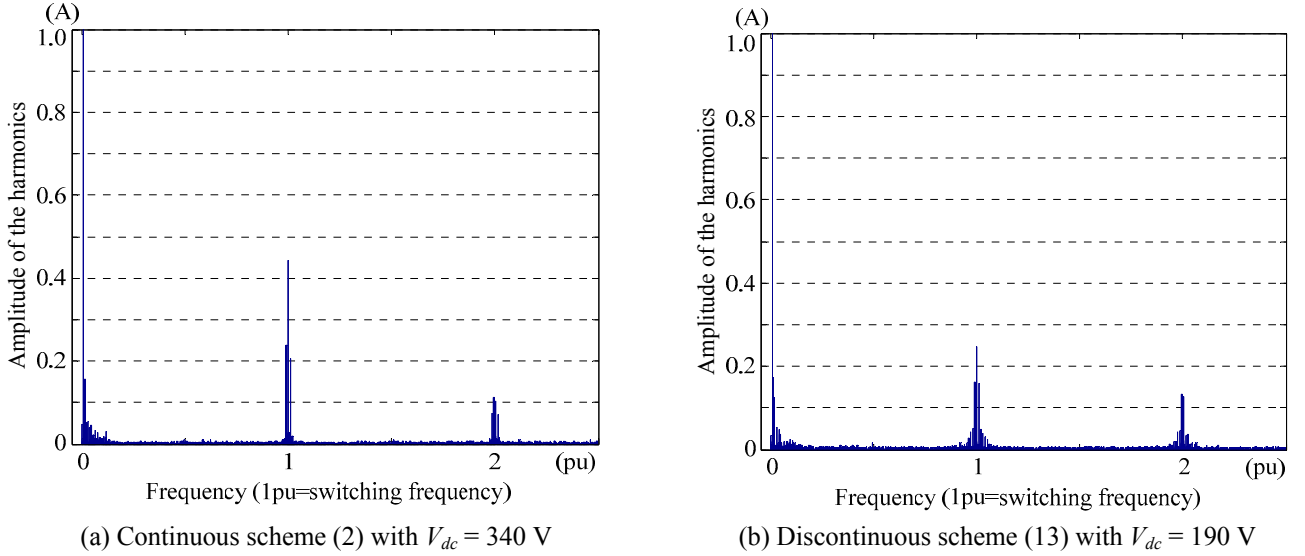 (A)
1.0
0.8
0.6
0.4
0.2
0
Amplitude of the harmonics
0
1
2
(pu)
Frequency (1pu=switching frequency)
(a) Continuous scheme (2) with Vdc = 340 V
(A)
1.0
0.8
0.6
0.4
0.2
0
Amplitude of the harmonics
0
1
2
(pu)
Frequency (1pu=switching frequency)
(b) Discontinuous scheme (13) with Vdc = 190 V